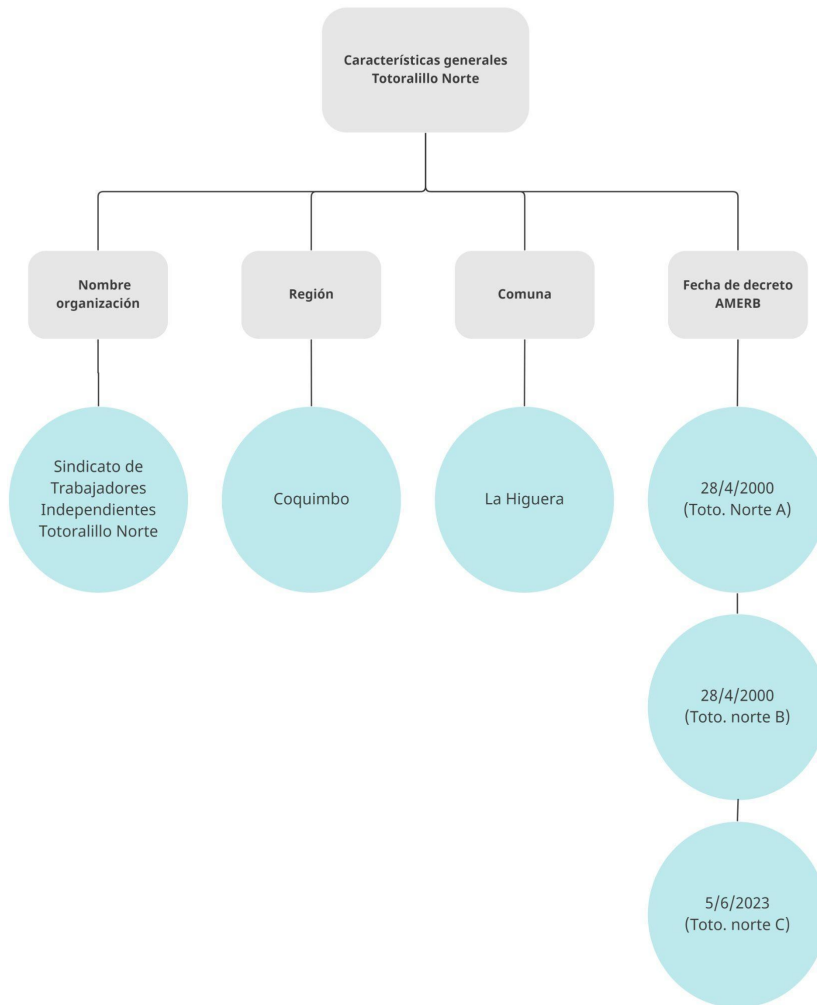 Características generales
Totoralillo Norte
Nombre
organización
Región
Comuna
Fecha de decreto
AMERB
Sindicato de
Trabajadores
Independientes
Totoralillo Norte
Coquimbo
La Higuera
28/4/2000
(Toto. Norte A)
28/4/2000
(Toto. norte B)
5/6/2023
(Toto. norte C)